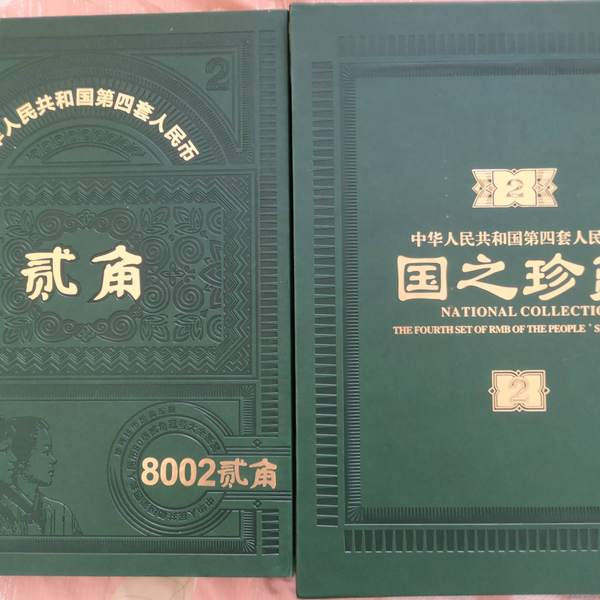 2
华人民共和国第四套人民币
贰角
8002贰角
2
中华人民共和国第四套人民
国之珍
NATIONAL COLLECTIO
THE FOURTH SET OF RMB OF THE PEOPLE'S
2